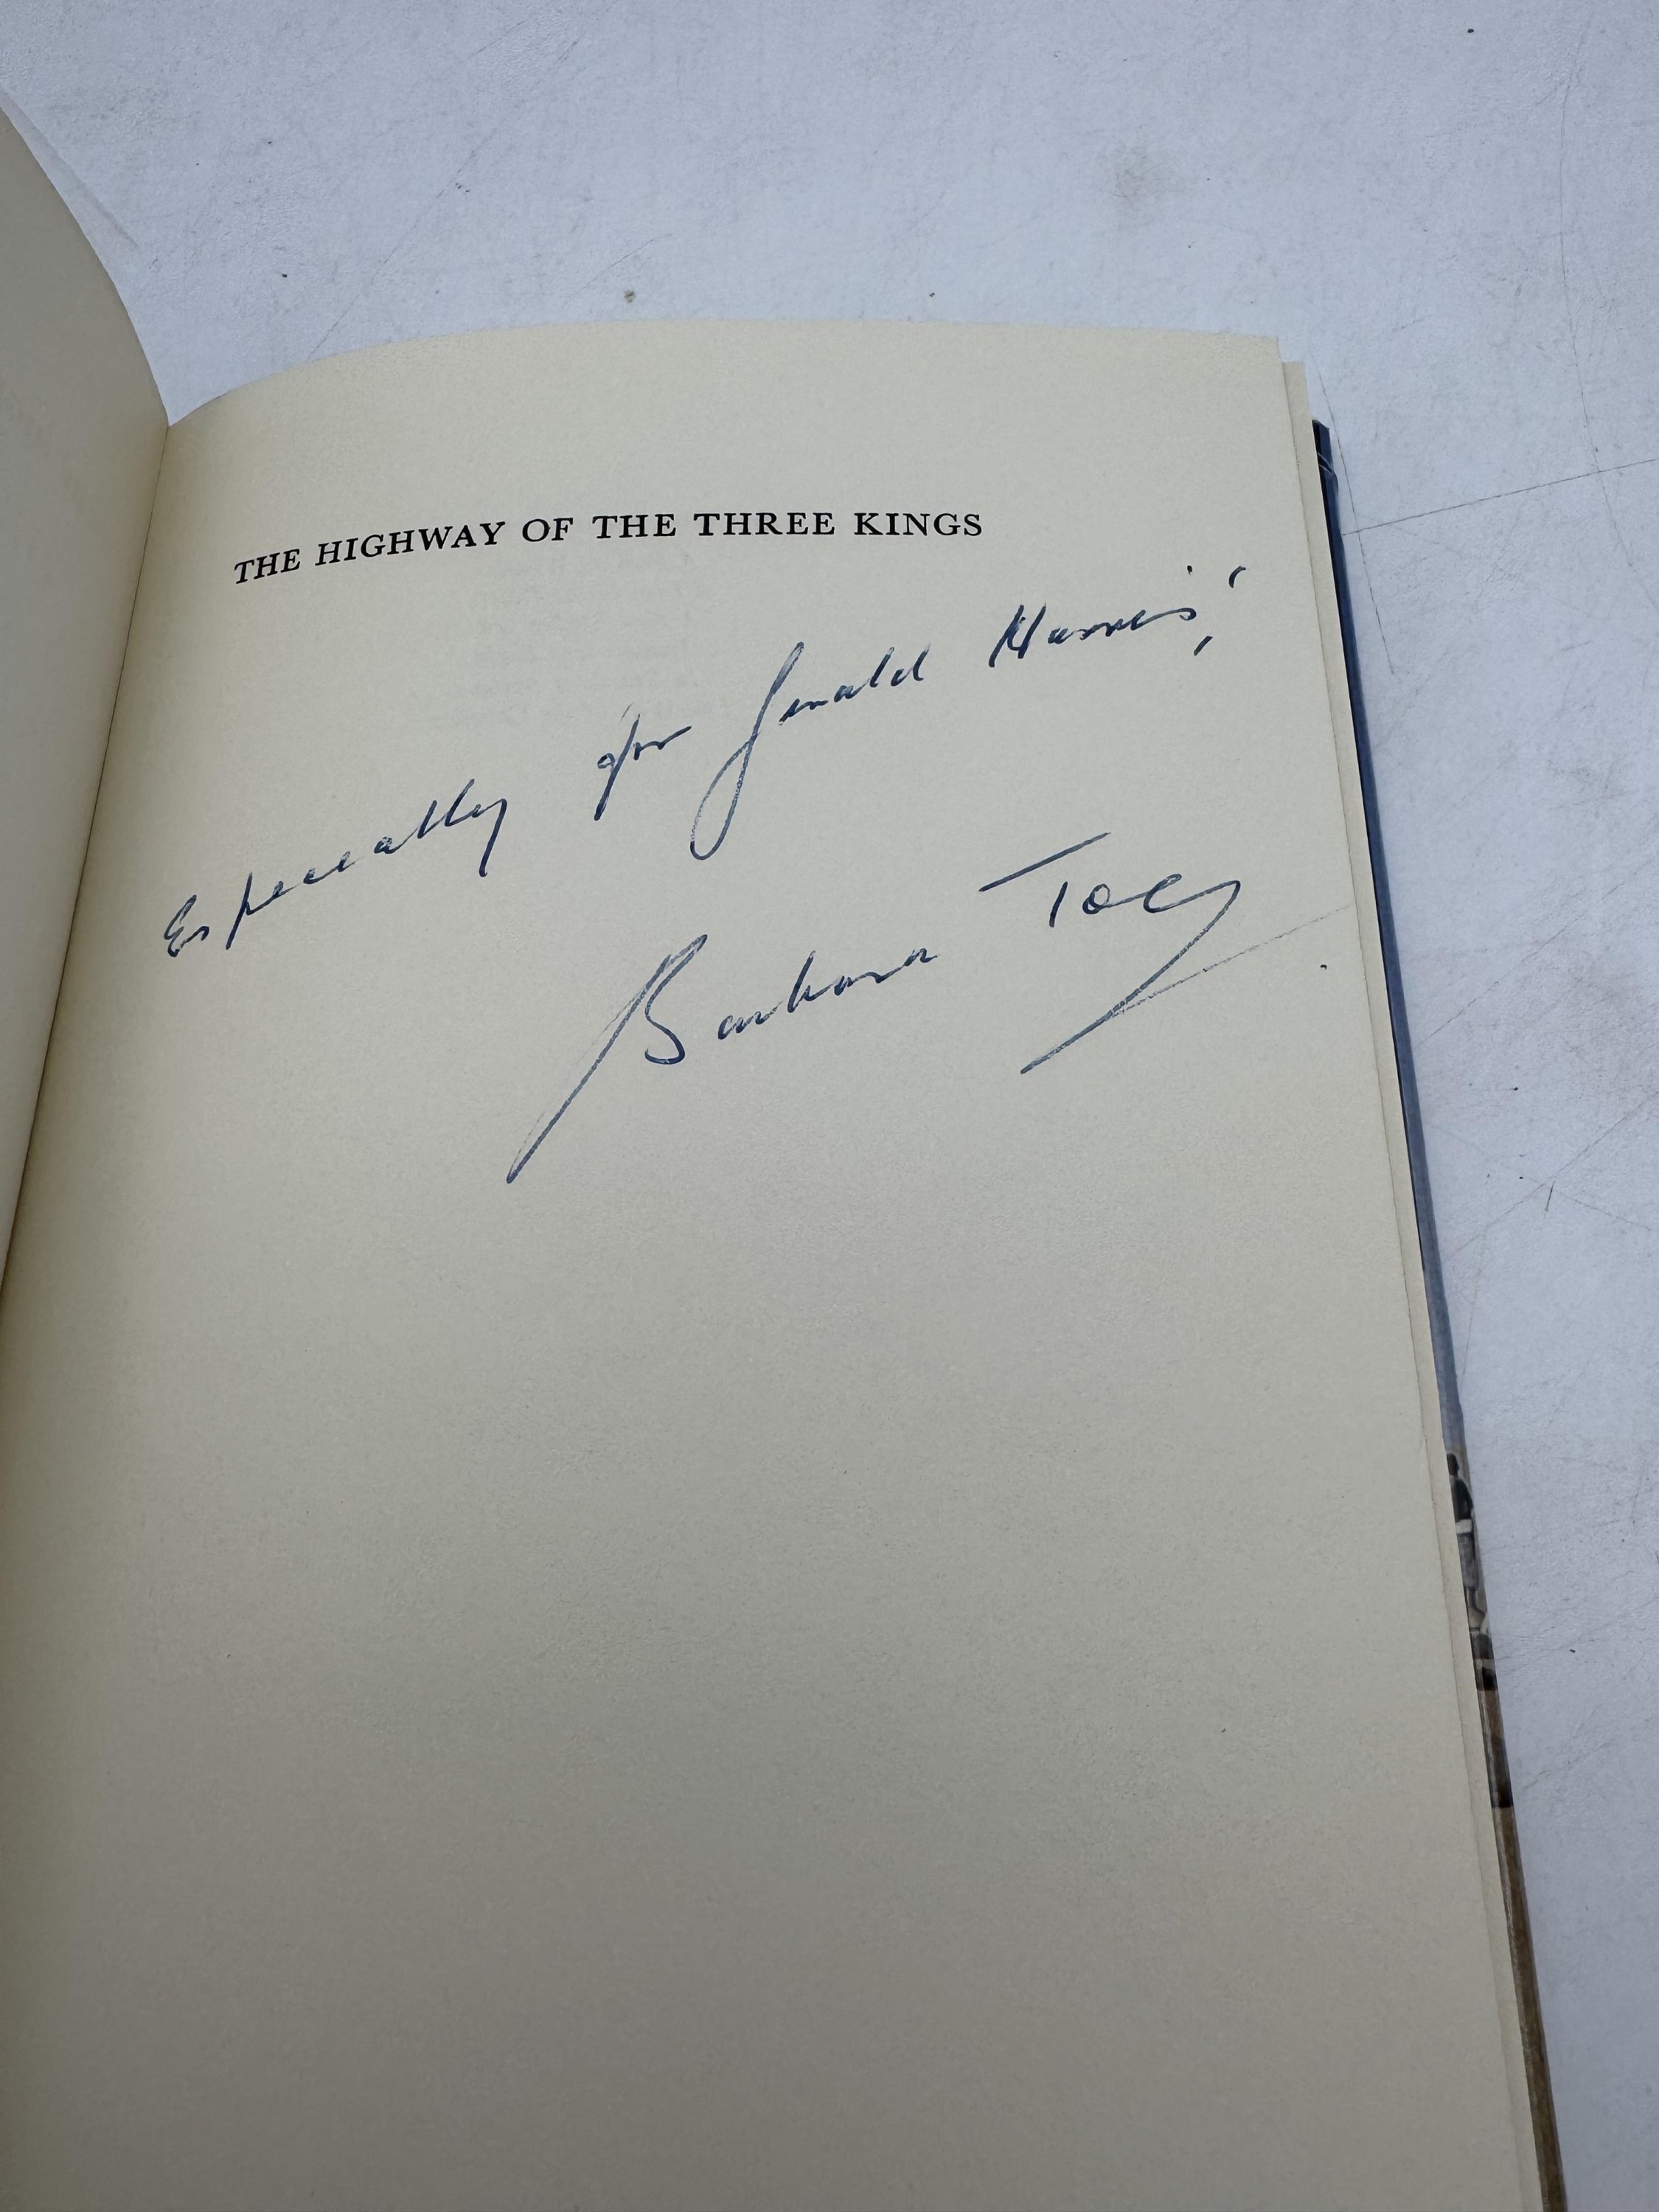 THE HIGHWAY OF THE THREE KINGS
Especially for Gerald Harris,
Barbara Toy